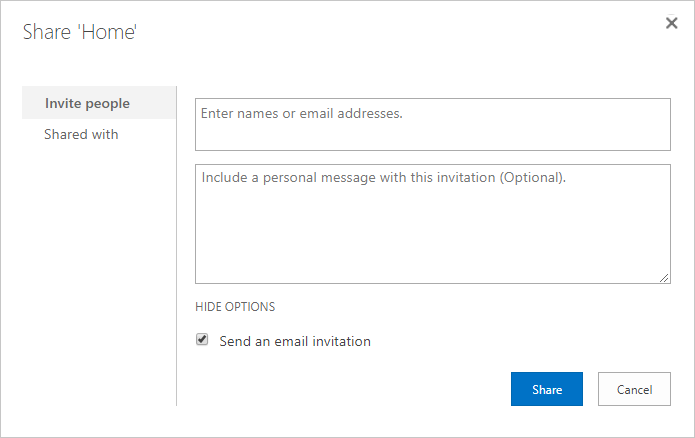 Share 'Home'
Invite people
Shared with
Enter names or email addresses.
Include a personal message with this invitation (Optional).
HIDE OPTIONS
Send an email invitation
Share
Cancel